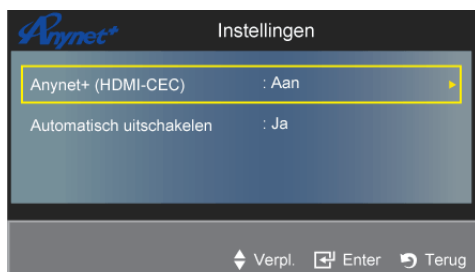 Anynet+ Instellingen
Anynet+ (HDMI-CEC) : Aan
Automatisch uitschakelen : Ja
Verpl. Enter Terug